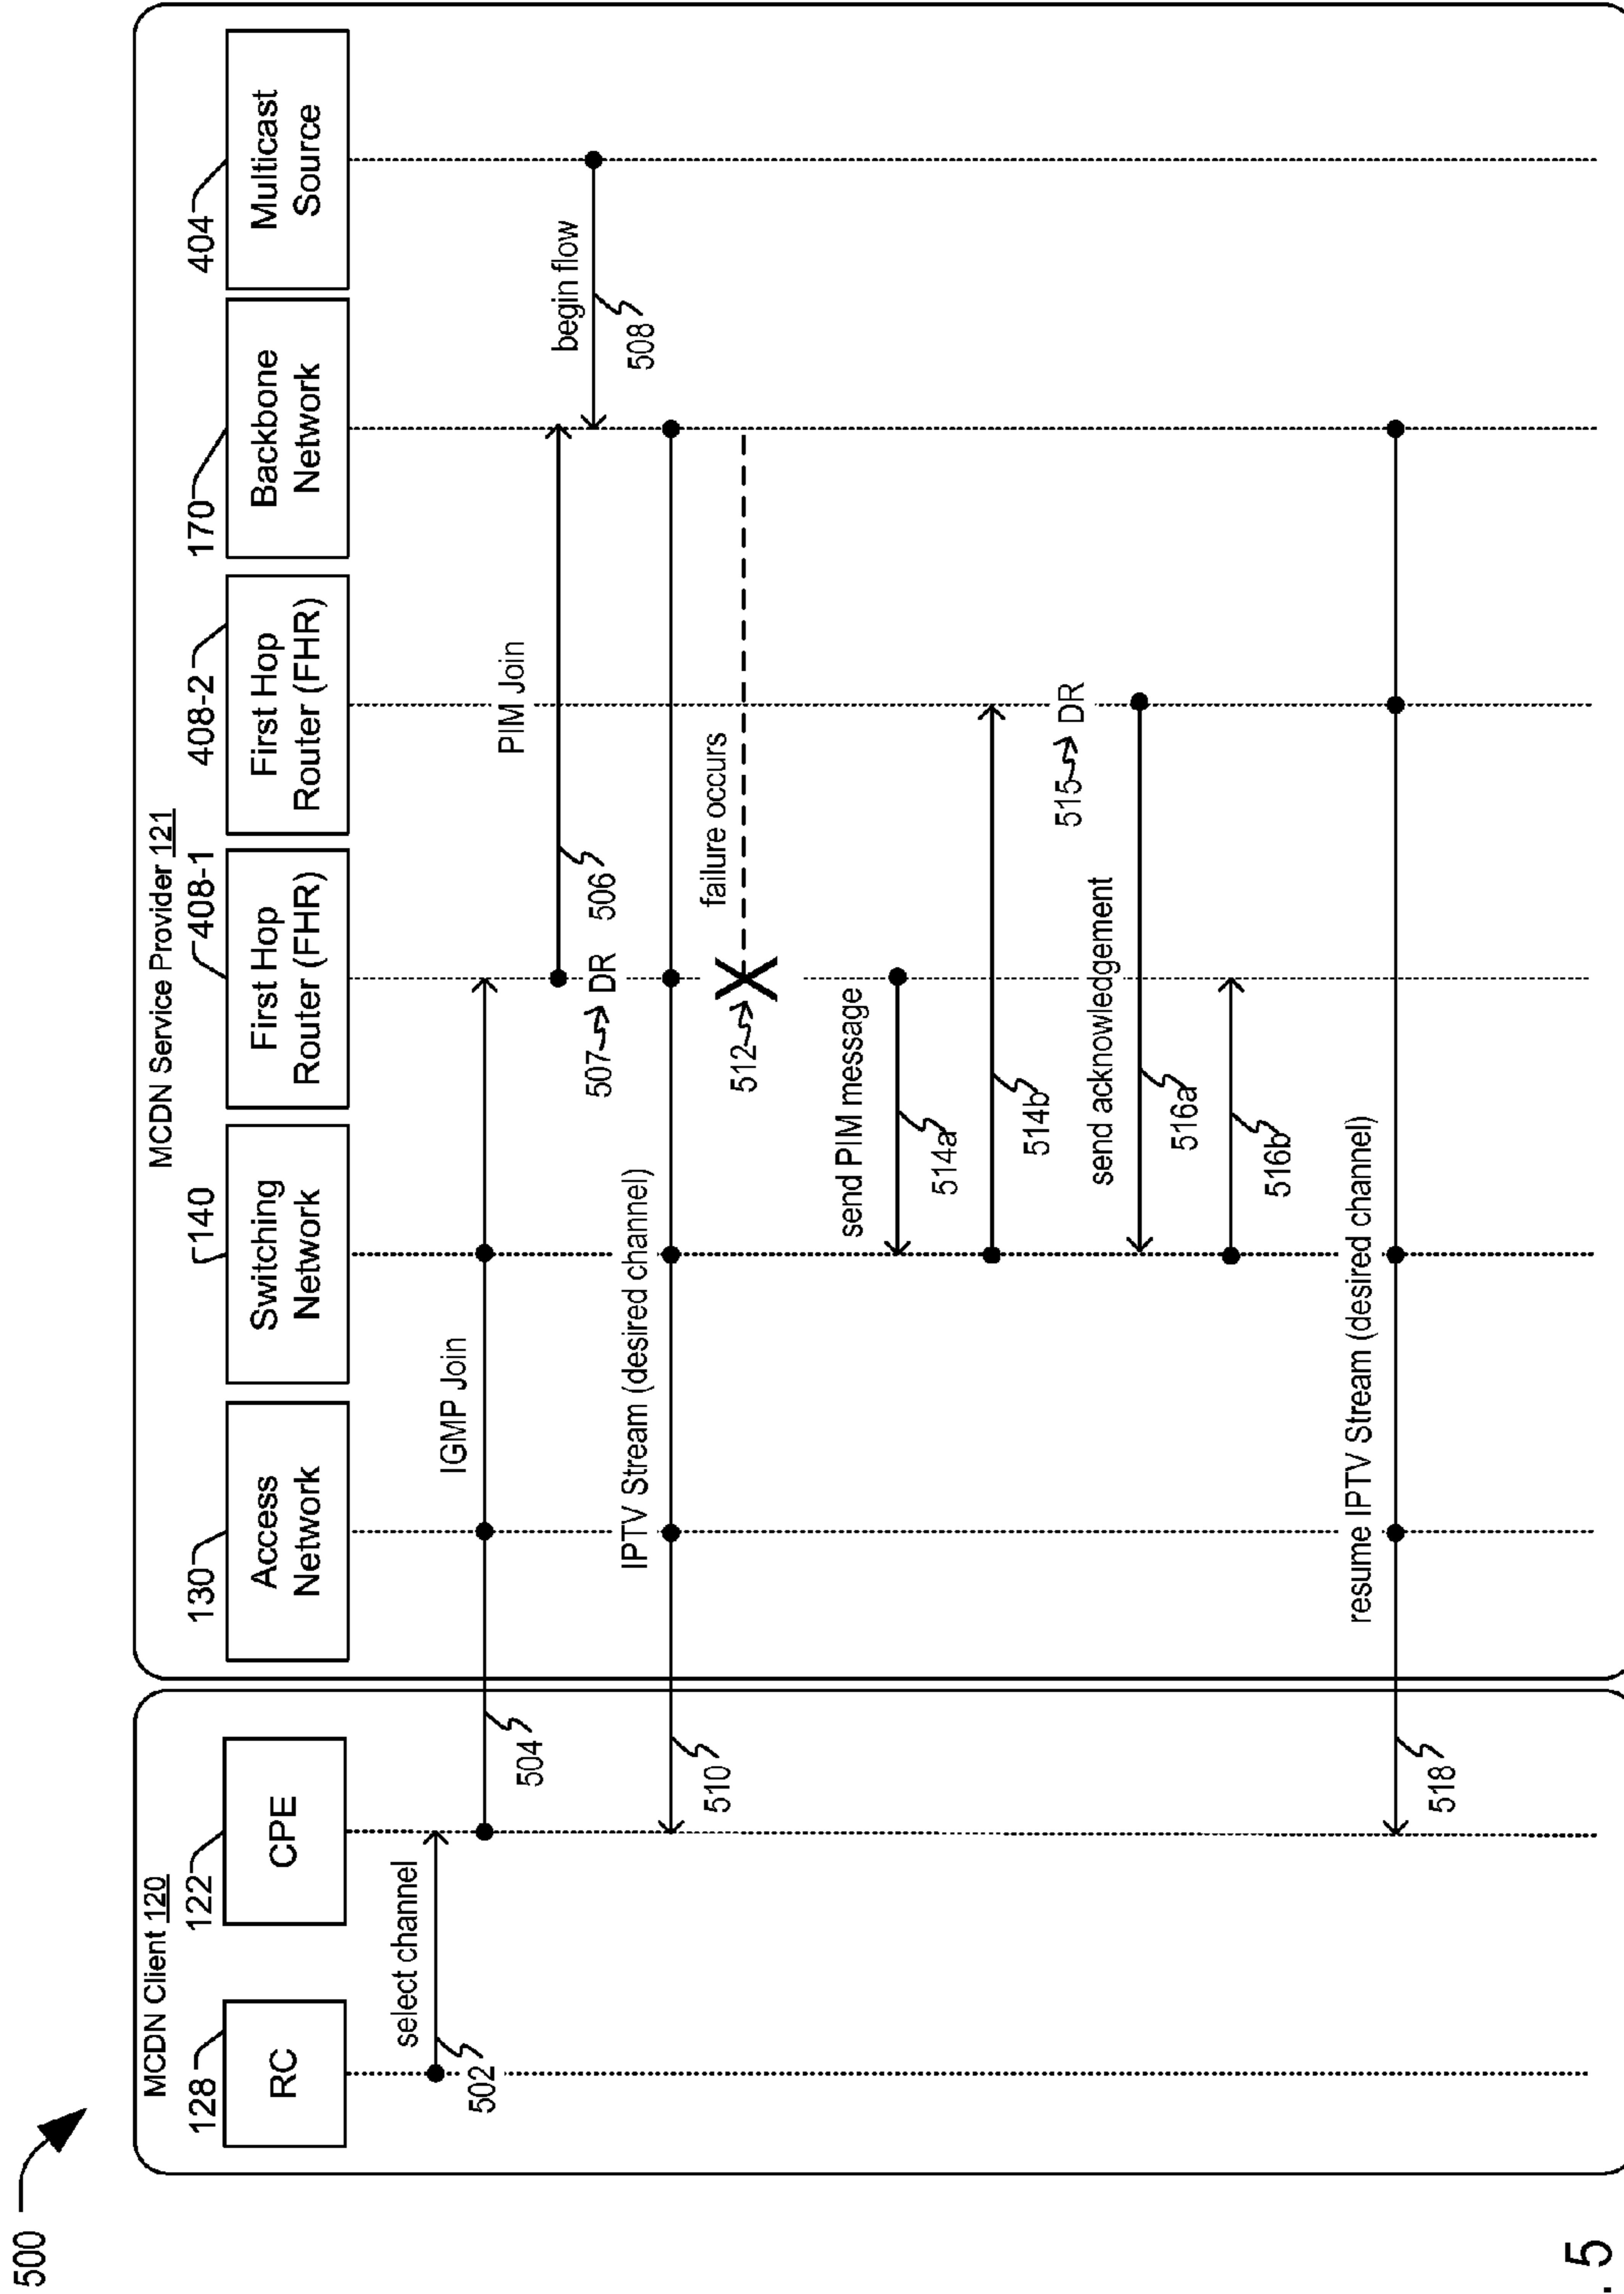 500
MCDN Client 120
128
RC
122
CPE
MCDN Service Provider 121
130
Access
Network
140
Switching
Network
408-1
First Hop
Router (FHR)
408-2
First Hop
Router (FHR)
170
Backbone
Network
404
Multicast
Source
select channel
502
IGMP Join
504
PIM Join
506
507
DR
begin flow
508
IPTV Stream (desired channel)
510
failure occurs
512
send PIM message
514a
514b
515
DR
send acknowledgement
516a
516b
resume IPTV Stream (desired channel)
518
. 5